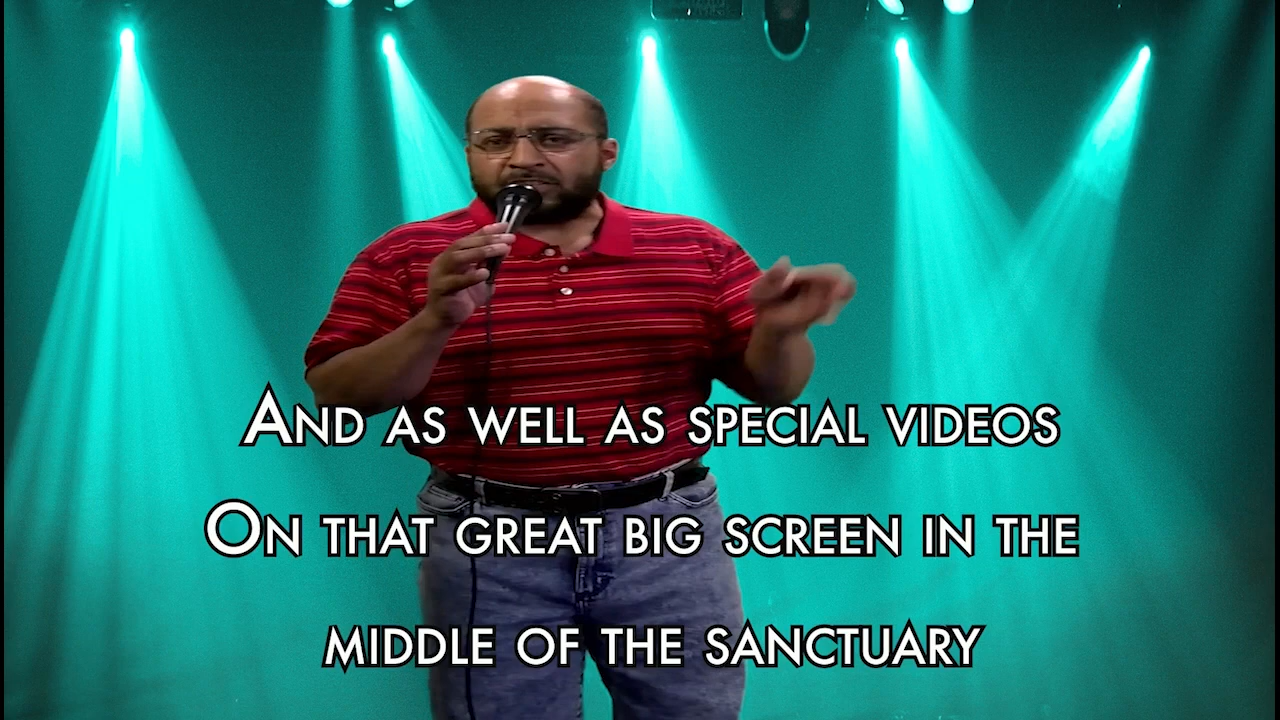 And as well as special videos
On that great big screen in the
middle of the sanctuary